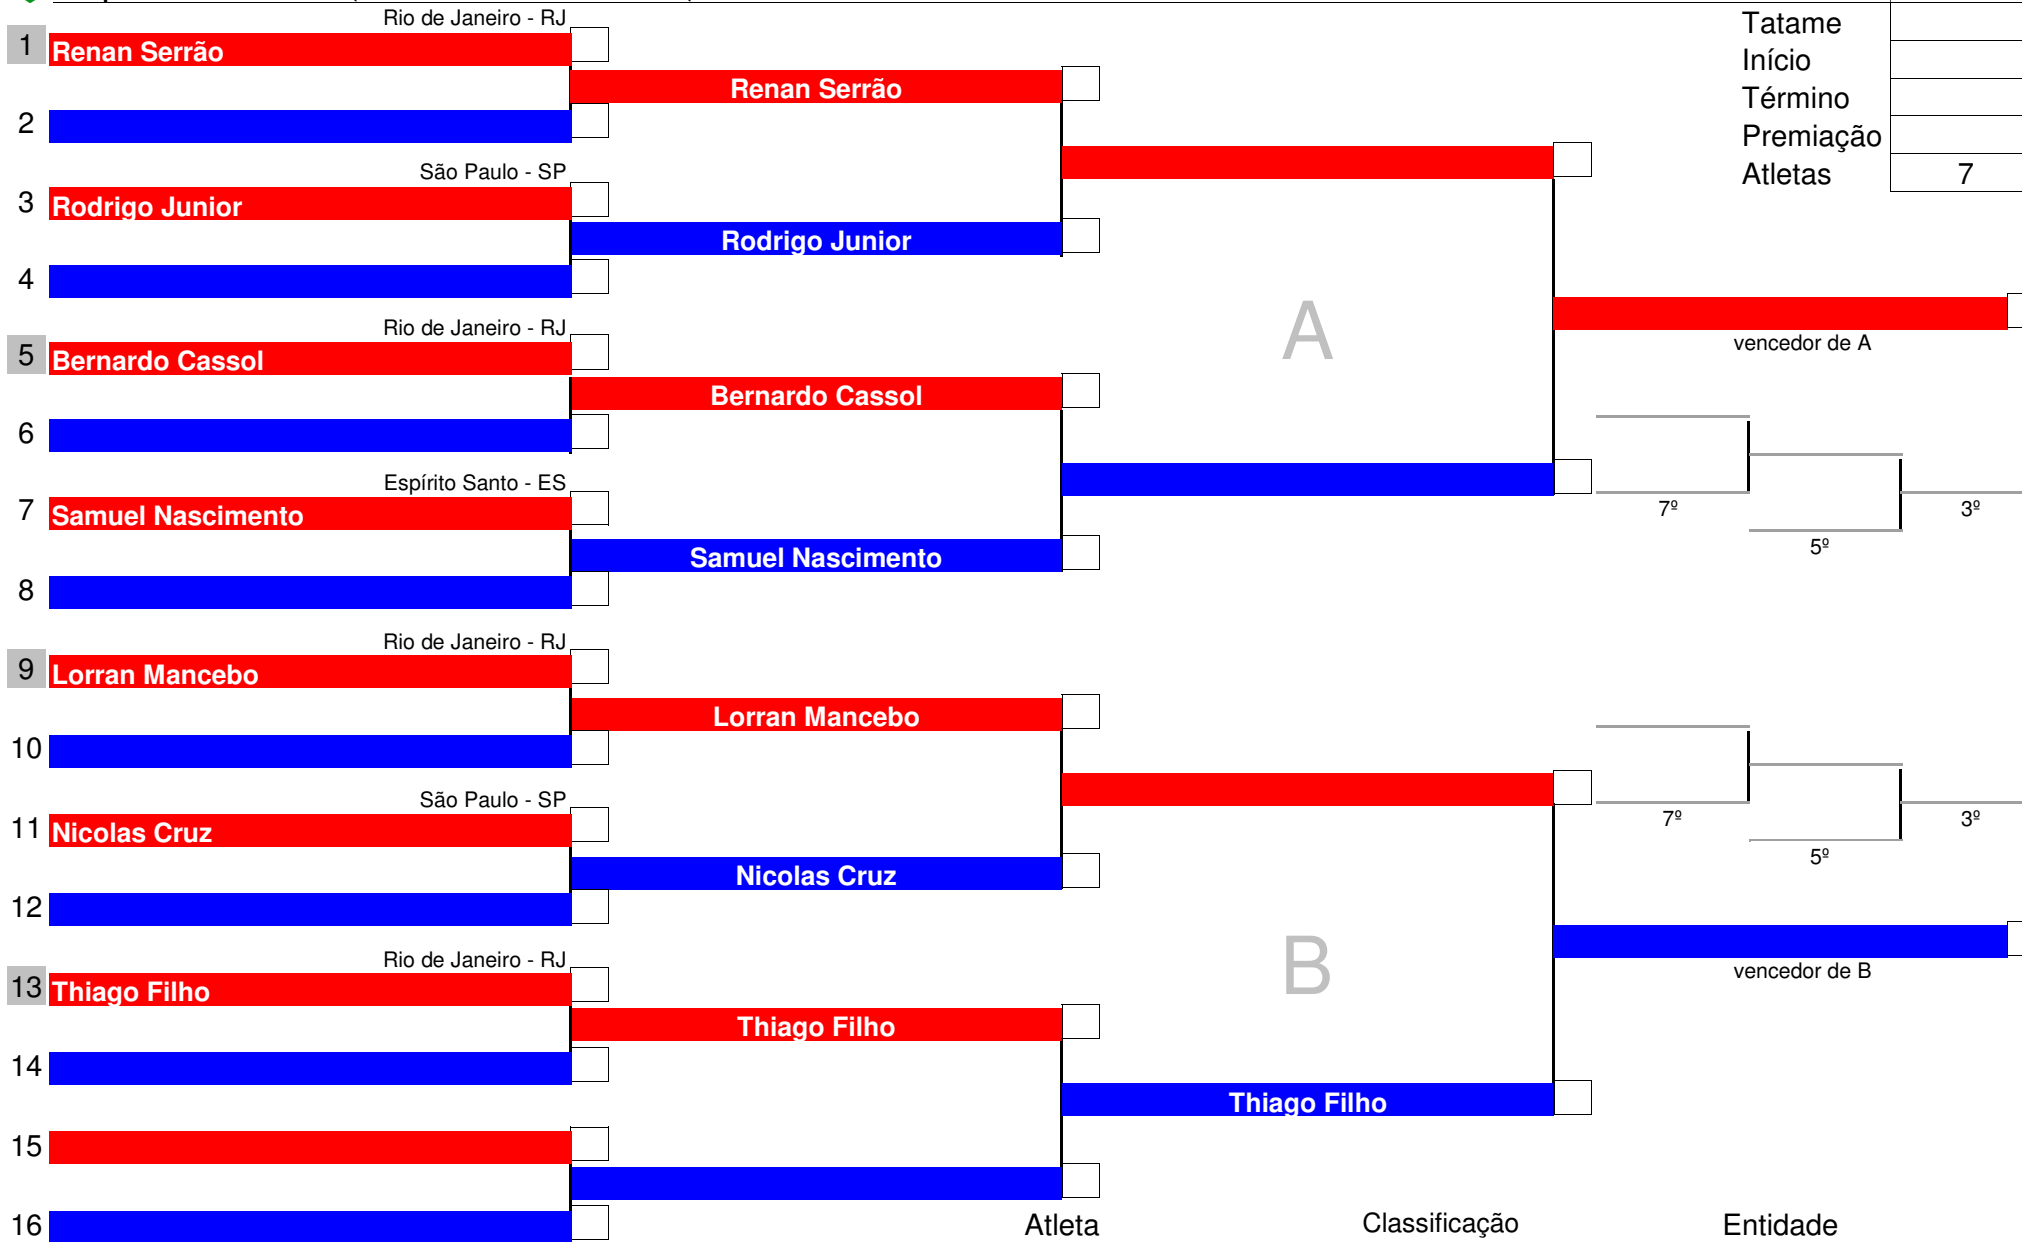 Rio de Janeiro - RJ
1 Renan Serrão
Renan Serrão
2
São Paulo - SP
3 Rodrigo Junior
Rodrigo Junior
4
Rio de Janeiro - RJ
5 Bernardo Cassol
Bernardo Cassol
6
Espírito Santo - ES
7 Samuel Nascimento
Samuel Nascimento
8
Rio de Janeiro - RJ
9 Lorran Mancebo
Lorran Mancebo
10
São Paulo - SP
11 Nicolas Cruz
Nicolas Cruz
12
Rio de Janeiro - RJ
13 Thiago Filho
Thiago Filho
14
Thiago Filho
15
16
A
B
Tatame
Início
Término
Premiação
Atletas 7
vencedor de A
7º
3º
5º
7º
3º
5º
vencedor de B
Atleta Classificação Entidade